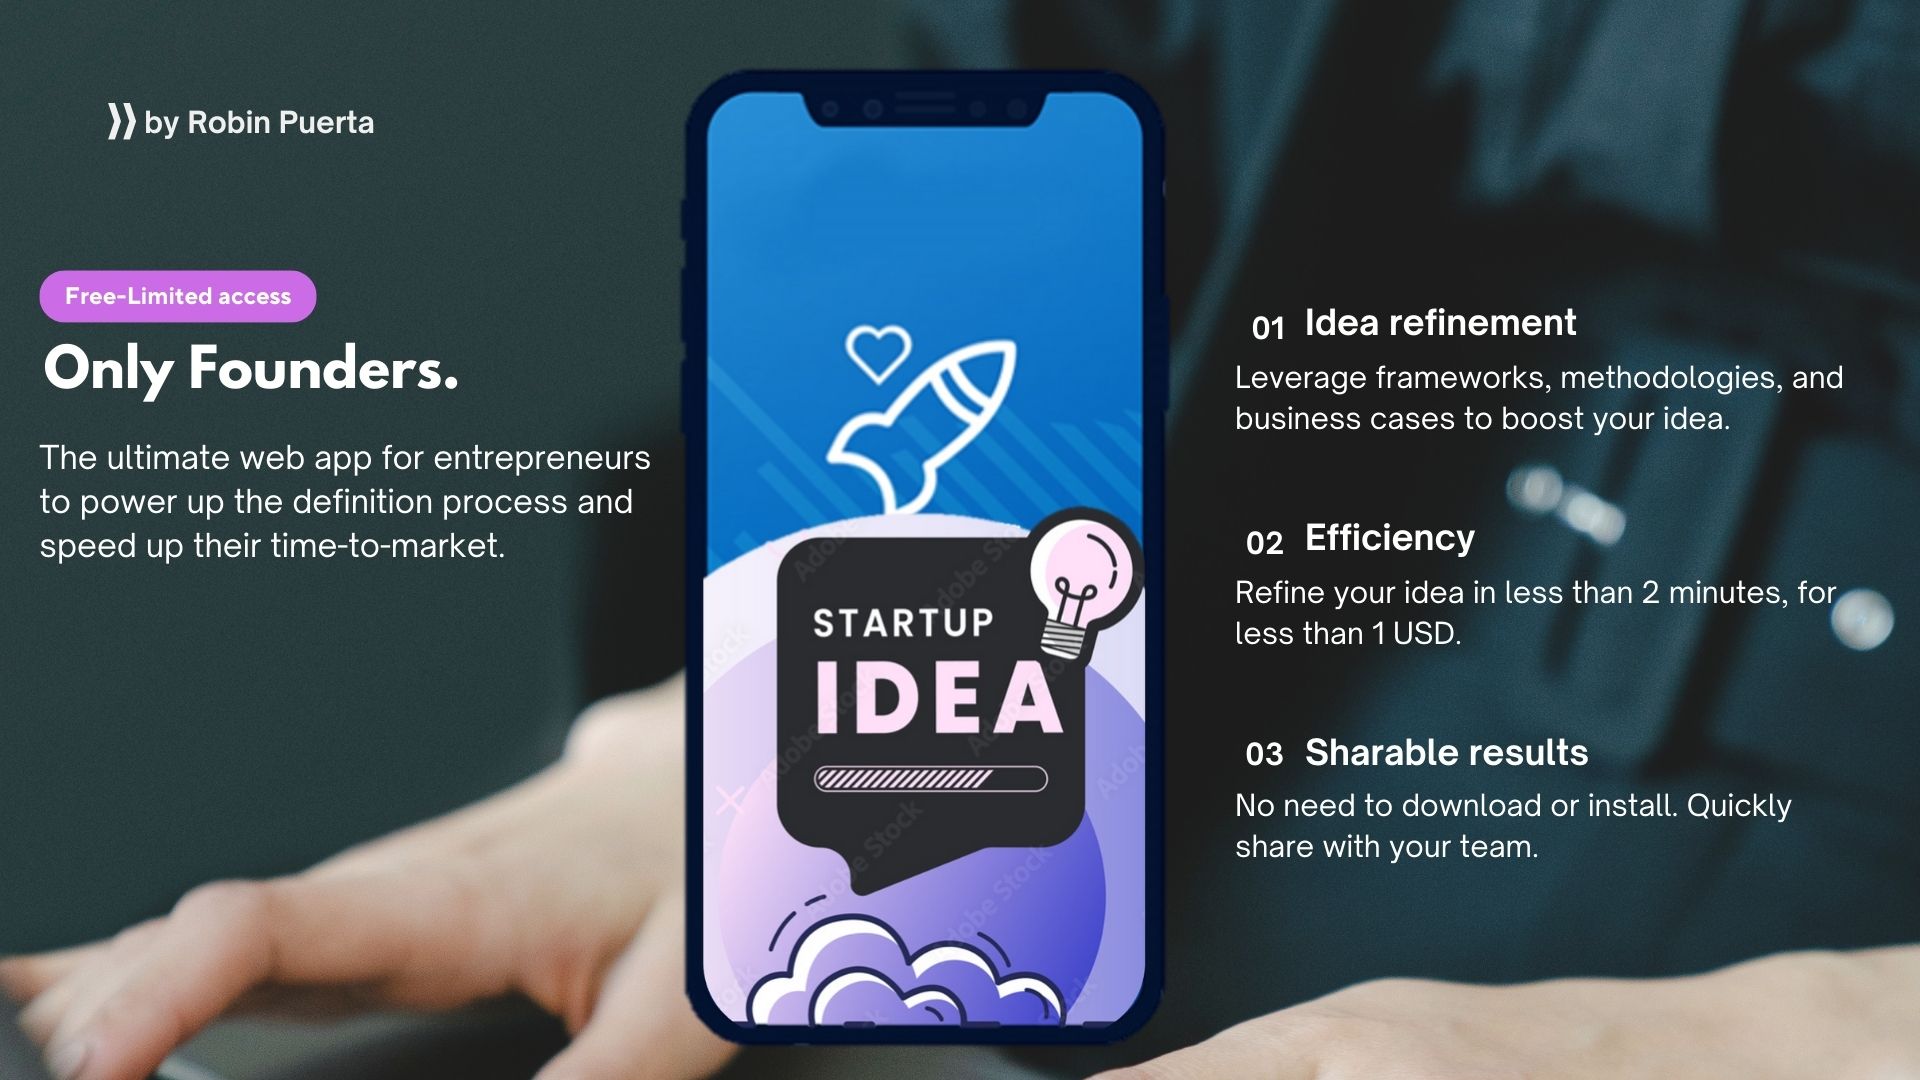 by Robin Puerta
Free-Limited access
Only Founders.
The ultimate web app for entrepreneurs
to power up the definition process and
speed up their time-to-market.
STARTUP
IDEA
01 Idea refinement
Leverage frameworks, methodologies, and
business cases to boost your idea.
02 Efficiency
Refine your idea in less than 2 minutes, for
less than 1 USD.
03 Sharable results
No need to download or install. Quickly
share with your team.
Adobe Stock